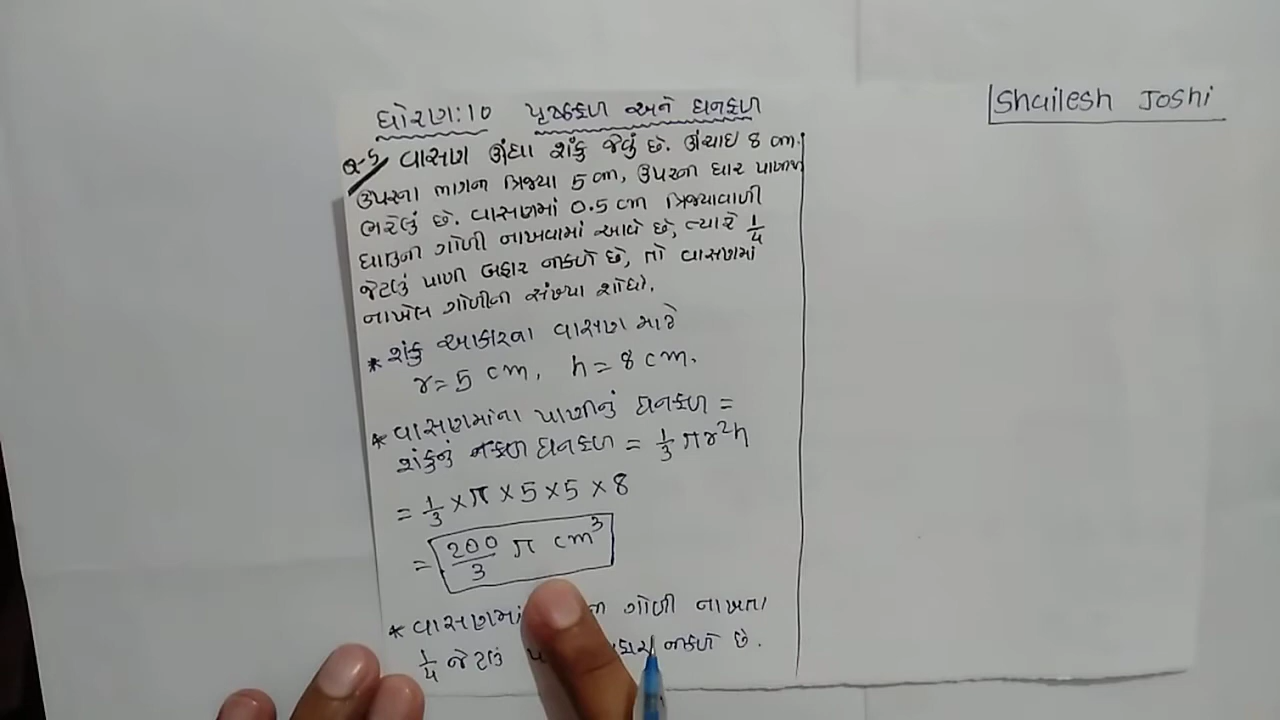 ધોરણ:10 પૃષ્ઠફળ અને ઘનફળ
Shailesh Joshi
Q-5 વાસણ ઊંધા શંકુ જેવું છે. ઊંચાઇ 8 cm.
ઉપરના ભાગની ત્રિજ્યા 5 cm, ઉપરની ધાર
ભરેલું છે. વાસણમાં 0.5 cm ત્રિજ્યાવાળી
ધાતુની ગોળી નાખવામાં આવે છે, ત્યારે 1/4
જેટલું પાણી બહાર નીકળે છે, તો વાસણમાં
નાખેલ ગોળીની સંખ્યા શોધો.
* શંકુ આકારના વાસણ માટે
r = 5 cm, h = 8 cm.
* વાસણમાંના પાણીનું ઘનફળ =
શંકુનું ઘનફળ = 1/3 πr²h
= 1/3 × π × 5 × 5 × 8
= 200/3 π cm³
* વાસણમાં ગોળી નાખતા
1/4 જેટલું નીકળે છે.